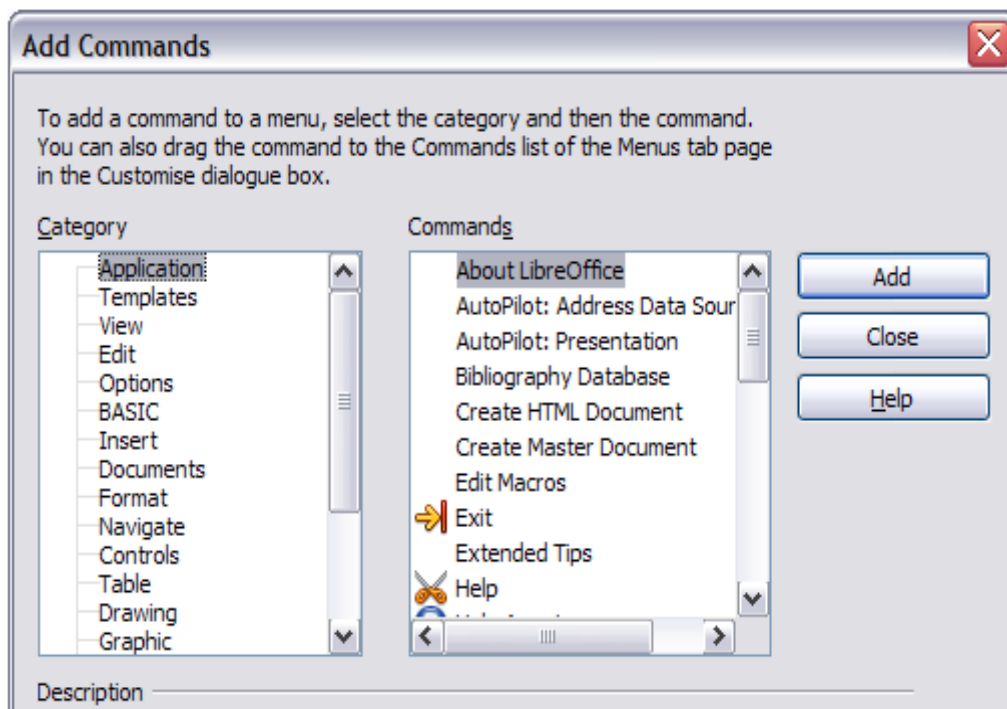 Add Commands
To add a command to a menu, select the category and then the command.
You can also drag the command to the Commands list of the Menus tab page
in the Customise dialogue box.
Category
Application
Templates
View
Edit
Options
BASIC
Insert
Documents
Format
Navigate
Controls
Table
Drawing
Graphic
Commands
About LibreOffice
AutoPilot: Address Data Sour
AutoPilot: Presentation
Bibliography Database
Create HTML Document
Create Master Document
Edit Macros
Exit
Extended Tips
Help
Add
Close
Help
Description